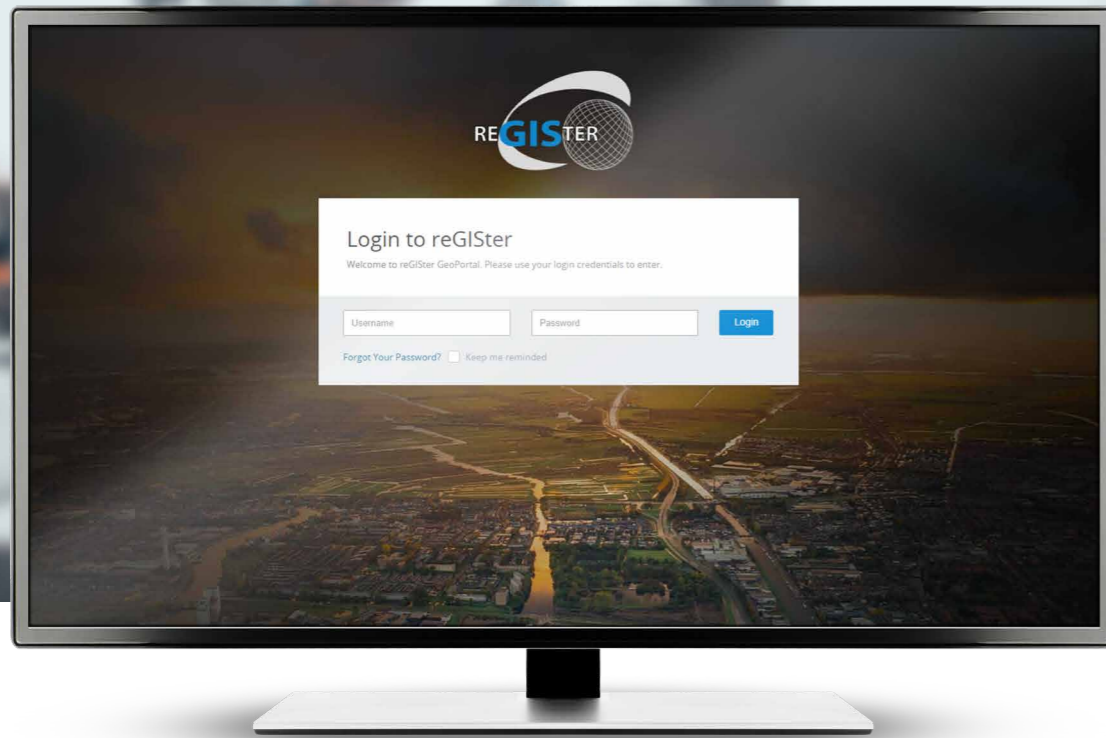 REGISTER
Login to reGISter
Welcome to reGISter GeoPortal. Please use your login credentials to enter.
Username
Password
Login
Forgot Your Password?
Keep me reminded